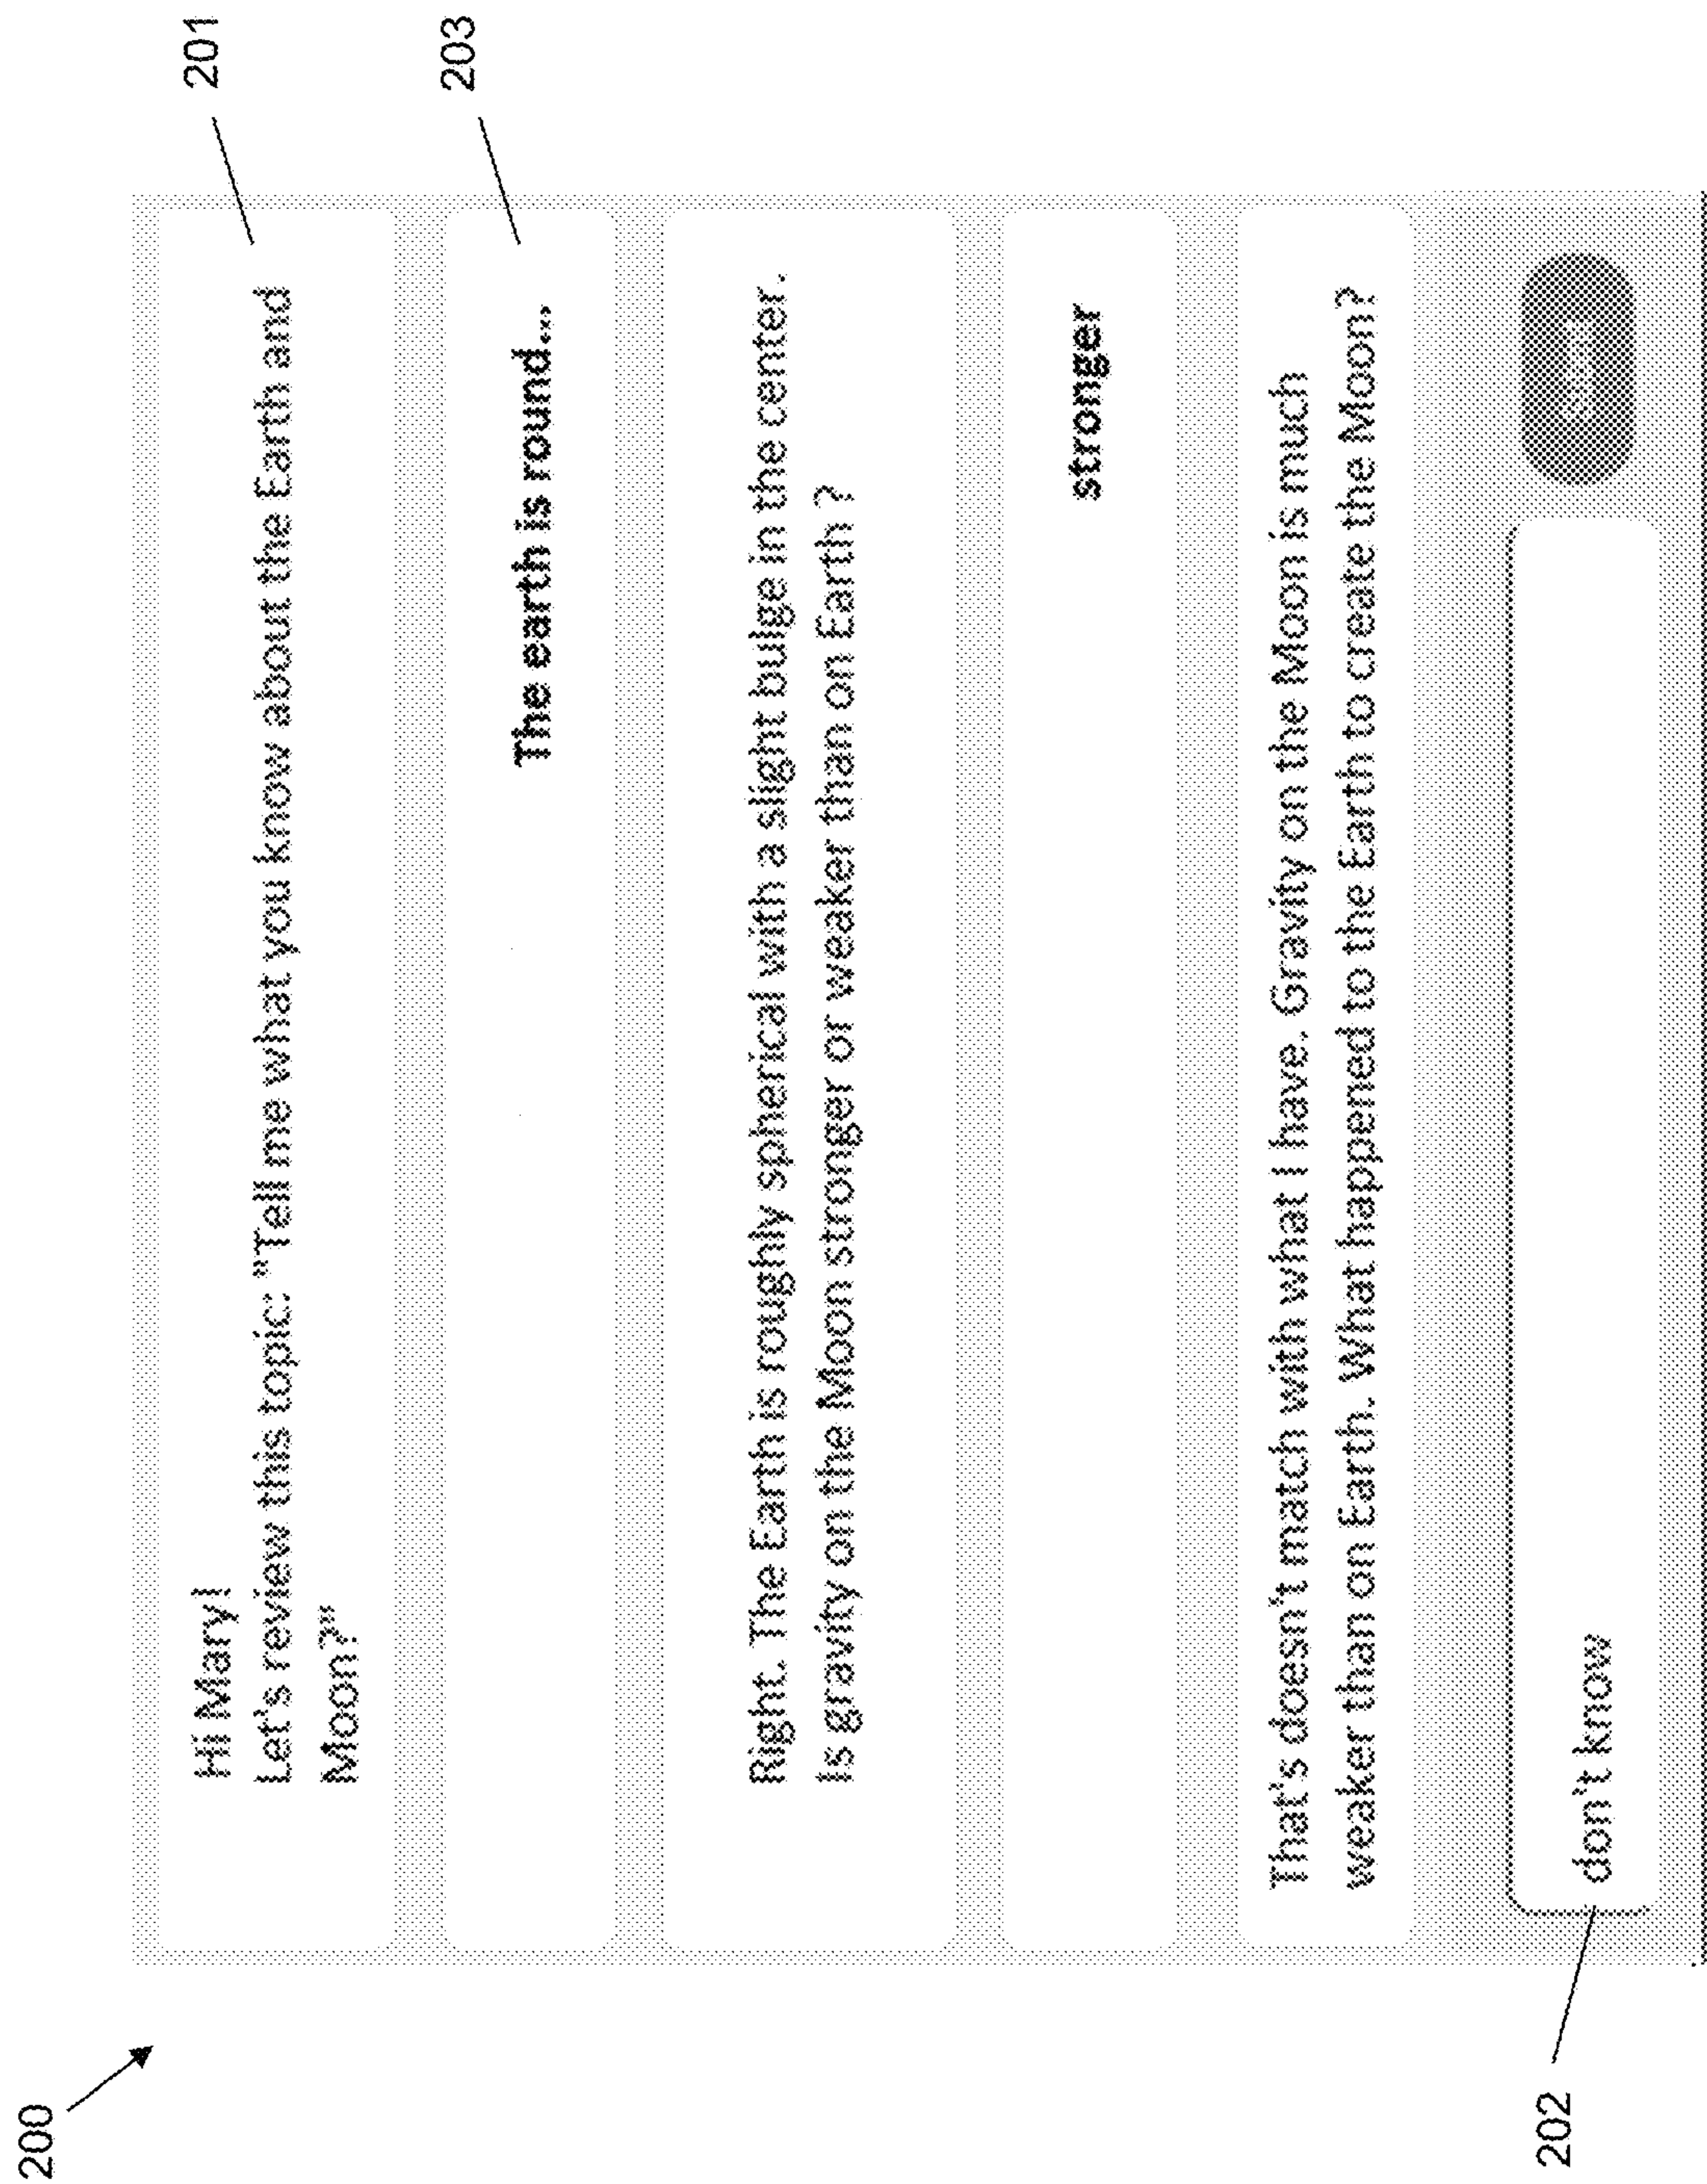 200
201
Hi Mary!
Let's review this topic: "Tell me what you know about the Earth and
Moon?"
203
The earth is round...
Right. The Earth is roughly spherical with a slight bulge in the center.
Is gravity on the Moon stronger or weaker than on Earth ?
stronger
That's doesn't match with what I have. Gravity on the Moon is much
weaker than on Earth. What happened to the Earth to create the Moon?
202
don't know